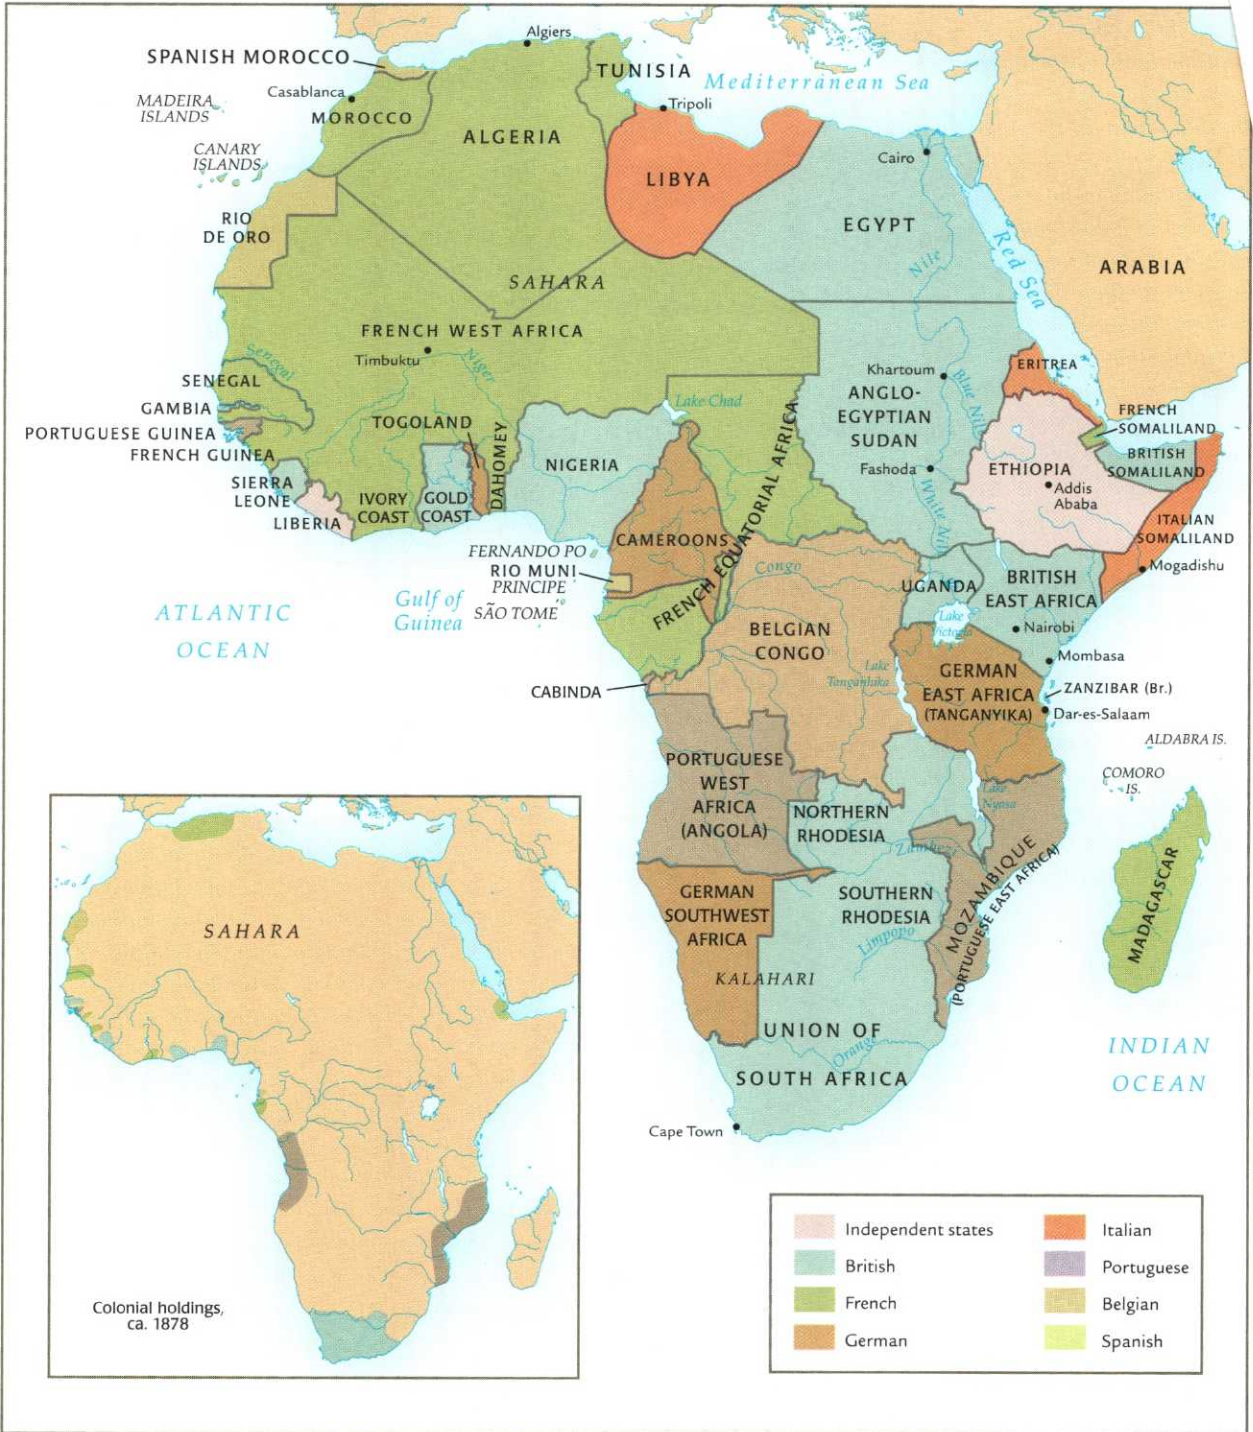 Algiers
SPANISH MOROCCO
TUNISIA
Mediterranean Sea
MADEIRA
ISLANDS
Casablanca
MOROCCO
Tripoli
ALGERIA
CANARY
ISLANDS
Cairo
LIBYA
RIO
DE ORO
EGYPT
Nile
Red Sea
ARABIA
SAHARA
FRENCH WEST AFRICA
Timbuktu
Niger
Senegal
SENEGAL
Khartoum
Blue Nile
ERITREA
ANGLO-
EGYPTIAN
SUDAN
Lake Chad
GAMBIA
TOGOLAND
DAHOMEY
FRENCH
SOMALILAND
PORTUGUESE GUINEA
FRENCH GUINEA
BRITISH
SOMALILAND
NIGERIA
Fashoda
ETHIOPIA
Addis
Ababa
SIERRA
LEONE
LIBERIA
IVORY
COAST
GOLD
COAST
White Nile
ITALIAN
SOMALILAND
CAMEROONS
FRENCH EQUATORIAL AFRICA
FERNANDO PO
RIO MUNI
PRINCIPE
SÃO TOMÉ
Congo
Mogadishu
UGANDA
BRITISH
EAST AFRICA
ATLANTIC
OCEAN
Gulf of
Guinea
Lake
Victoria
Nairobi
BELGIAN
CONGO
Mombasa
Lake
Tanganyika
GERMAN
EAST AFRICA
(TANGANYIKA)
CABINDA
ZANZIBAR (Br.)
Dar-es-Salaam
ALDABRA IS.
PORTUGUESE
WEST
AFRICA
(ANGOLA)
COMORO
IS.
Lake
Nyasa
NORTHERN
RHODESIA
Zambezi
MOZAMBIQUE
(PORTUGUESE EAST AFRICA)
GERMAN
SOUTHWEST
AFRICA
SOUTHERN
RHODESIA
Limpopo
MADAGASCAR
KALAHARI
UNION OF
SOUTH AFRICA
Orange
INDIAN
OCEAN
Cape Town
SAHARA
Colonial holdings,
ca. 1878
Independent states
British
French
German
Italian
Portuguese
Belgian
Spanish